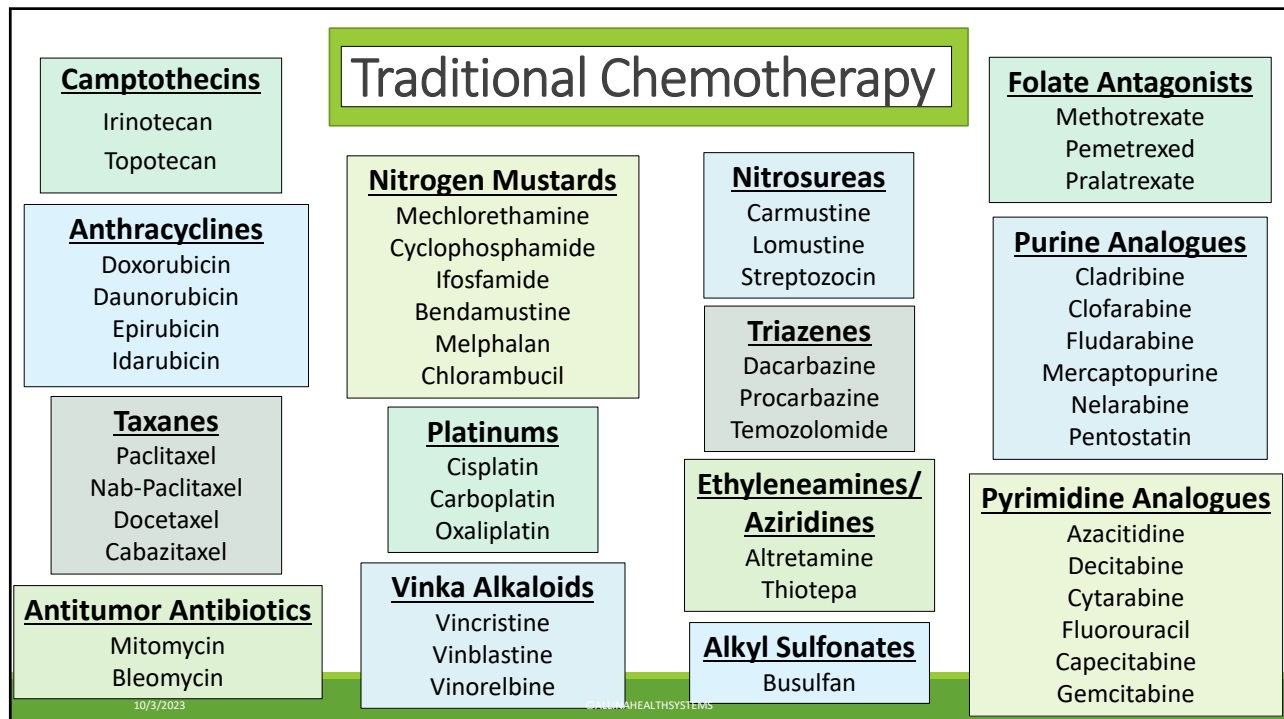 Traditional Chemotherapy
Camptothecins
Irinotecan
Topotecan
Anthracyclines
Doxorubicin
Daunorubicin
Epirubicin
Idarubicin
Taxanes
Paclitaxel
Nab-Paclitaxel
Docetaxel
Cabazitaxel
Antitumor Antibiotics
Mitomycin
Bleomycin
Nitrogen Mustards
Mechlorethamine
Cyclophosphamide
Ifosfamide
Bendamustine
Melphalan
Chlorambucil
Platinums
Cisplatin
Carboplatin
Oxaliplatin
Vinka Alkaloids
Vincristine
Vinblastine
Vinorelbine
Nitrosureas
Carmustine
Lomustine
Streptozocin
Triazenes
Dacarbazine
Procarbazine
Temozolomide
Ethyleneamines/
Aziridines
Altretamine
Thiotepa
Alkyl Sulfonates
Busulfan
Folate Antagonists
Methotrexate
Pemetrexed
Pralatrexate
Purine Analogues
Cladribine
Clofarabine
Fludarabine
Mercaptopurine
Nelarabine
Pentostatin
Pyrimidine Analogues
Azacitidine
Decitabine
Cytarabine
Fluorouracil
Capecitabine
Gemcitabine
10/3/2023
©ALLINAHEALTHSYSTEMS